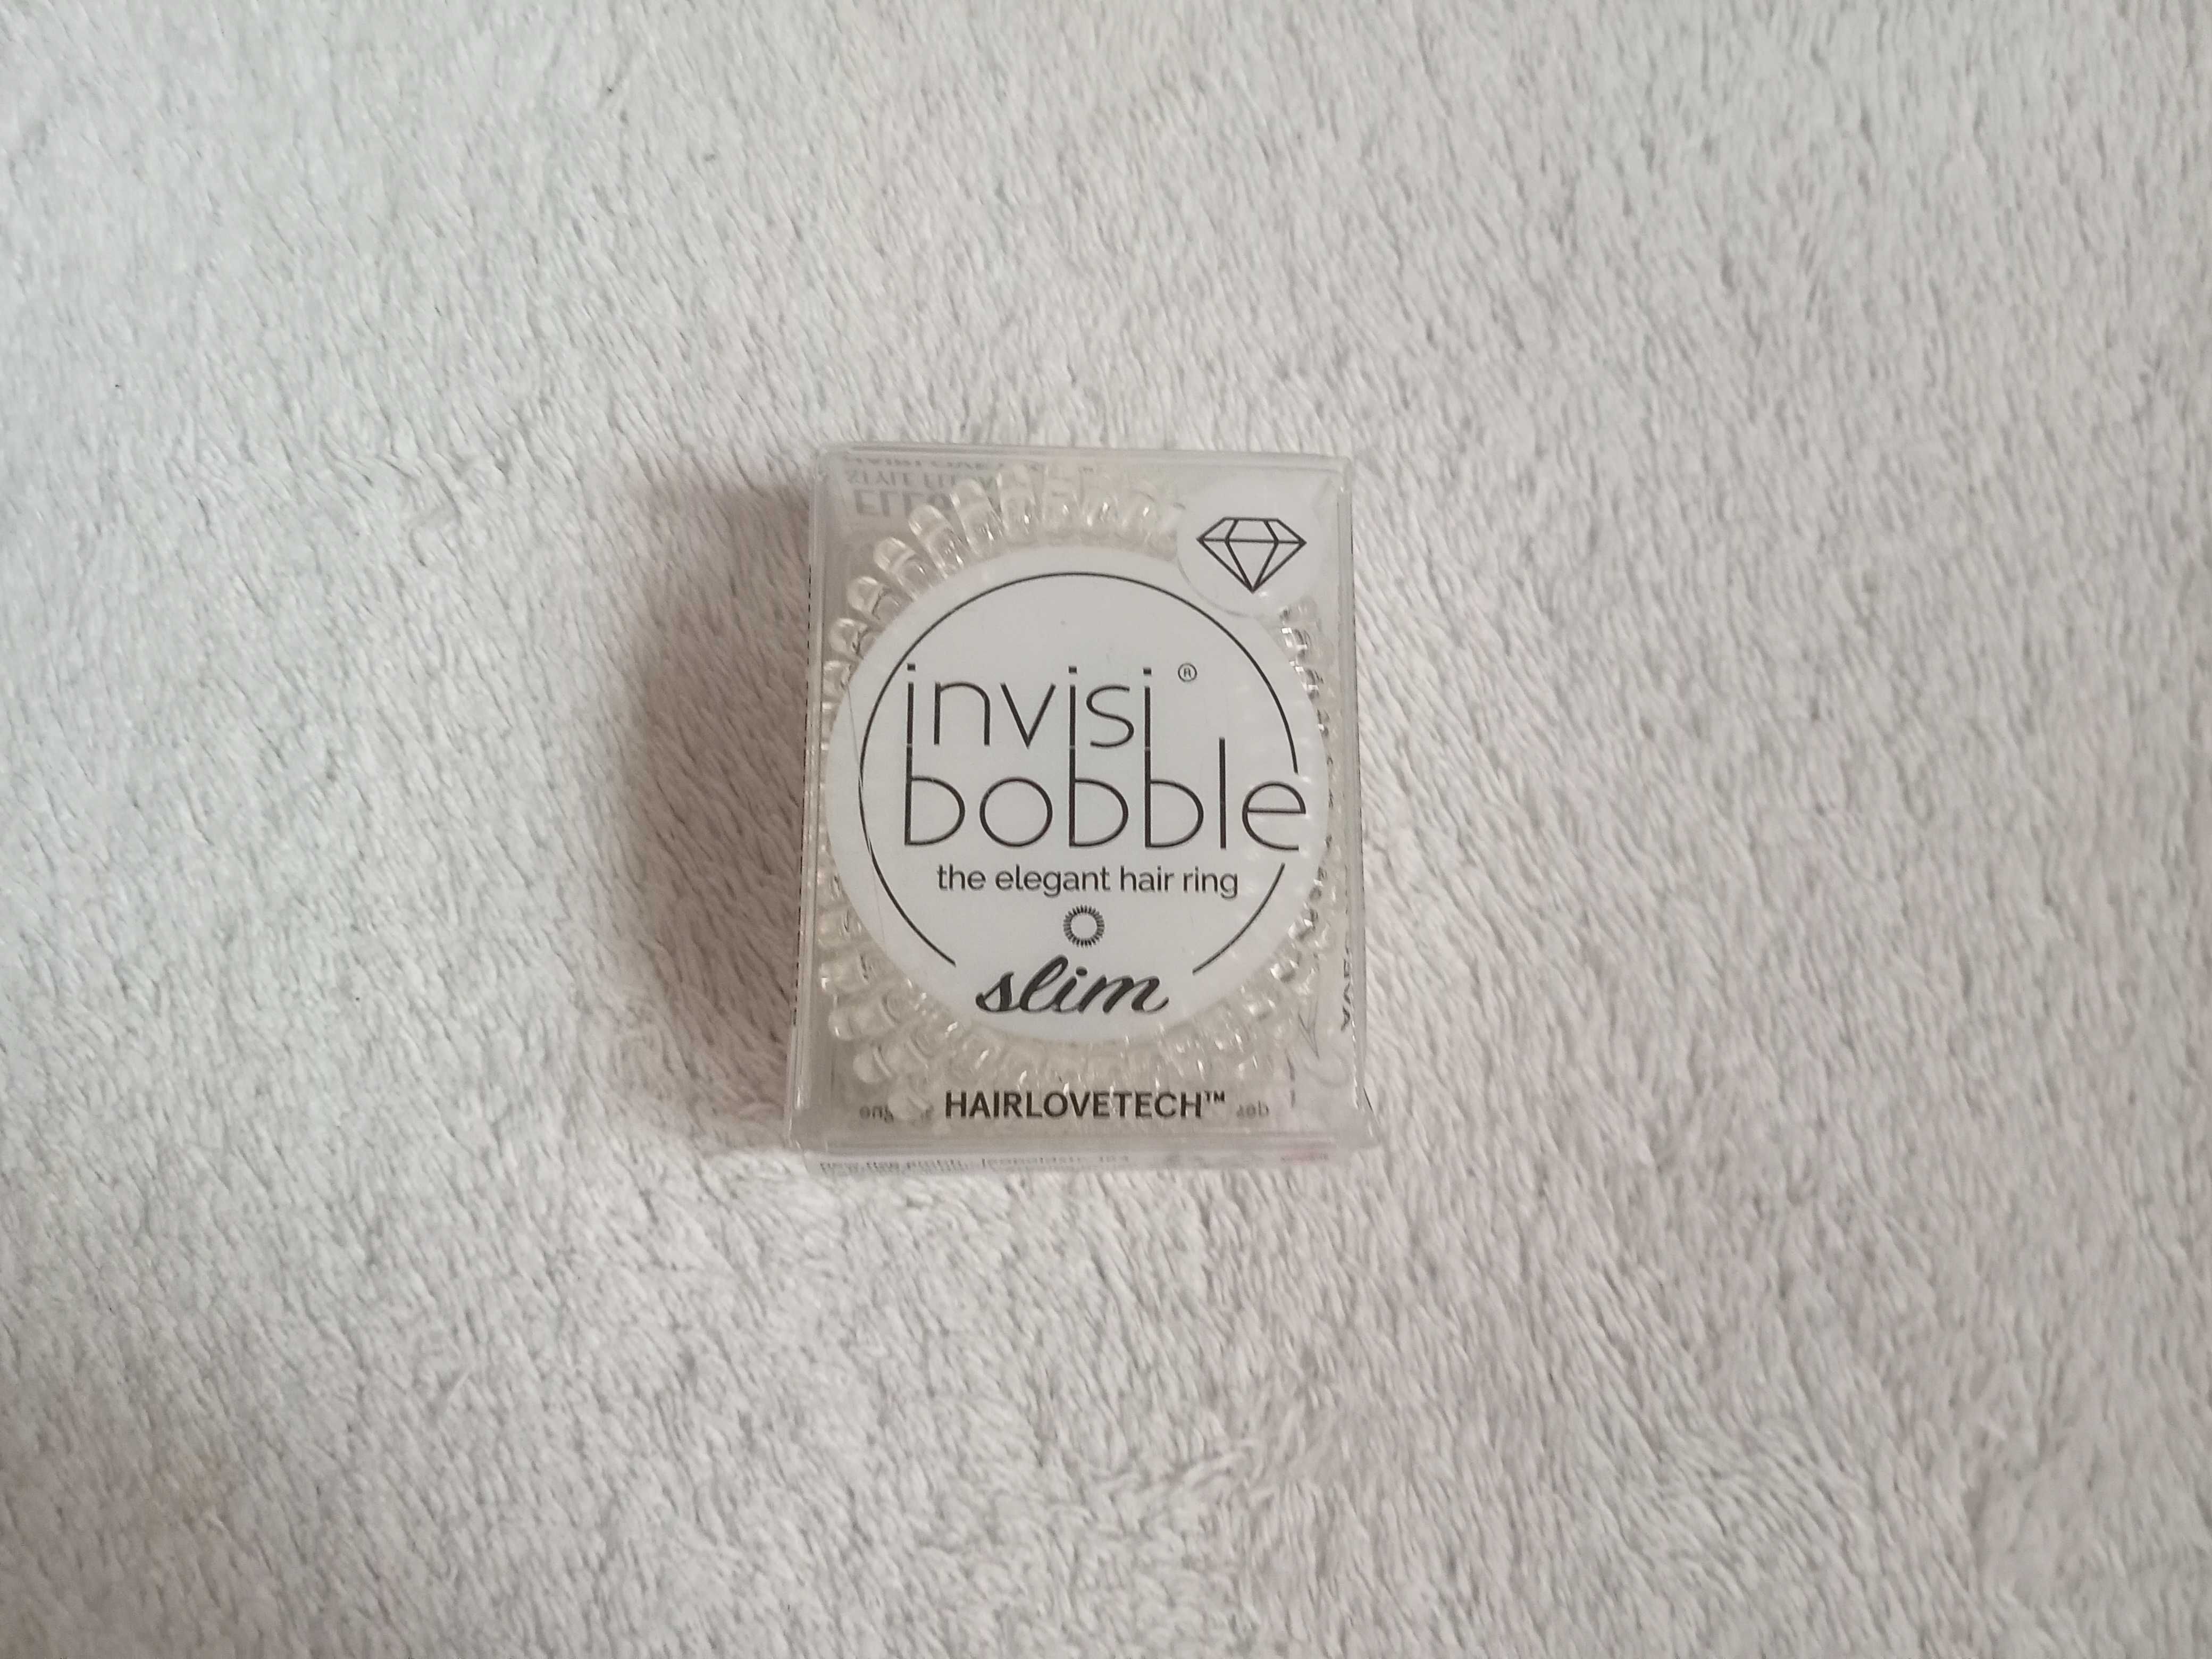 invisi®
bobble
the elegant hair ring
slim
HAIRLOVETECH™